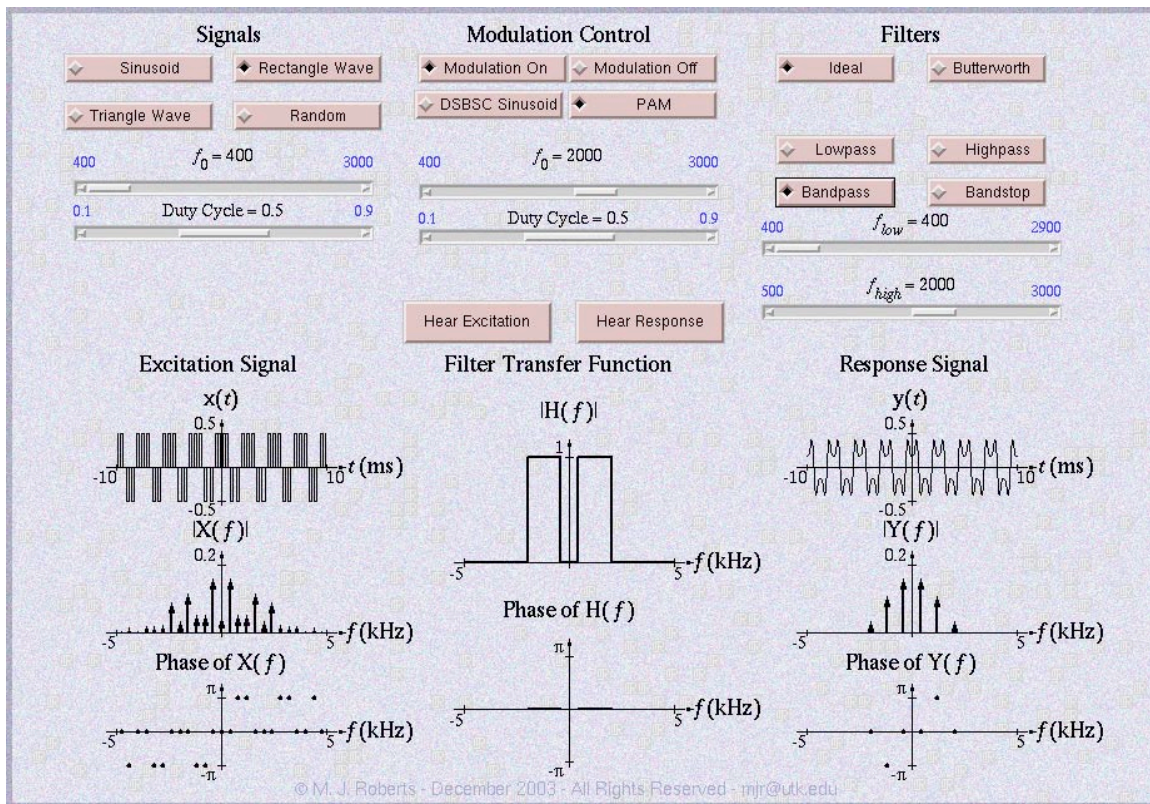 Signals
Modulation Control
Filters
Sinusoid
Rectangle Wave
Modulation On
Modulation Off
Ideal
Butterworth
Triangle Wave
Random
DSBSC Sinusoid
PAM
Lowpass
Highpass
Bandpass
Bandstop
400 f0 = 400 3000
400 f0 = 2000 3000
0.1 Duty Cycle = 0.5 0.9
0.1 Duty Cycle = 0.5 0.9
400 flow = 400 2900
500 fhigh = 2000 3000
Hear Excitation
Hear Response
Excitation Signal
Filter Transfer Function
Response Signal
x(t)
0.5
-10
10
t (ms)
-0.5
|X(f)|
0.2
-5
5
f(kHz)
Phase of X(f)
π
-5
5
f(kHz)
-π
|H(f)|
1
-5
5
f(kHz)
Phase of H(f)
π
-5
5
f(kHz)
-π
y(t)
0.5
-10
10
t (ms)
-0.5
|Y(f)|
0.2
-5
5
f(kHz)
Phase of Y(f)
π
-5
5
f(kHz)
-π
© M. J. Roberts - December 2003 - All Rights Reserved - mjr@utk.edu